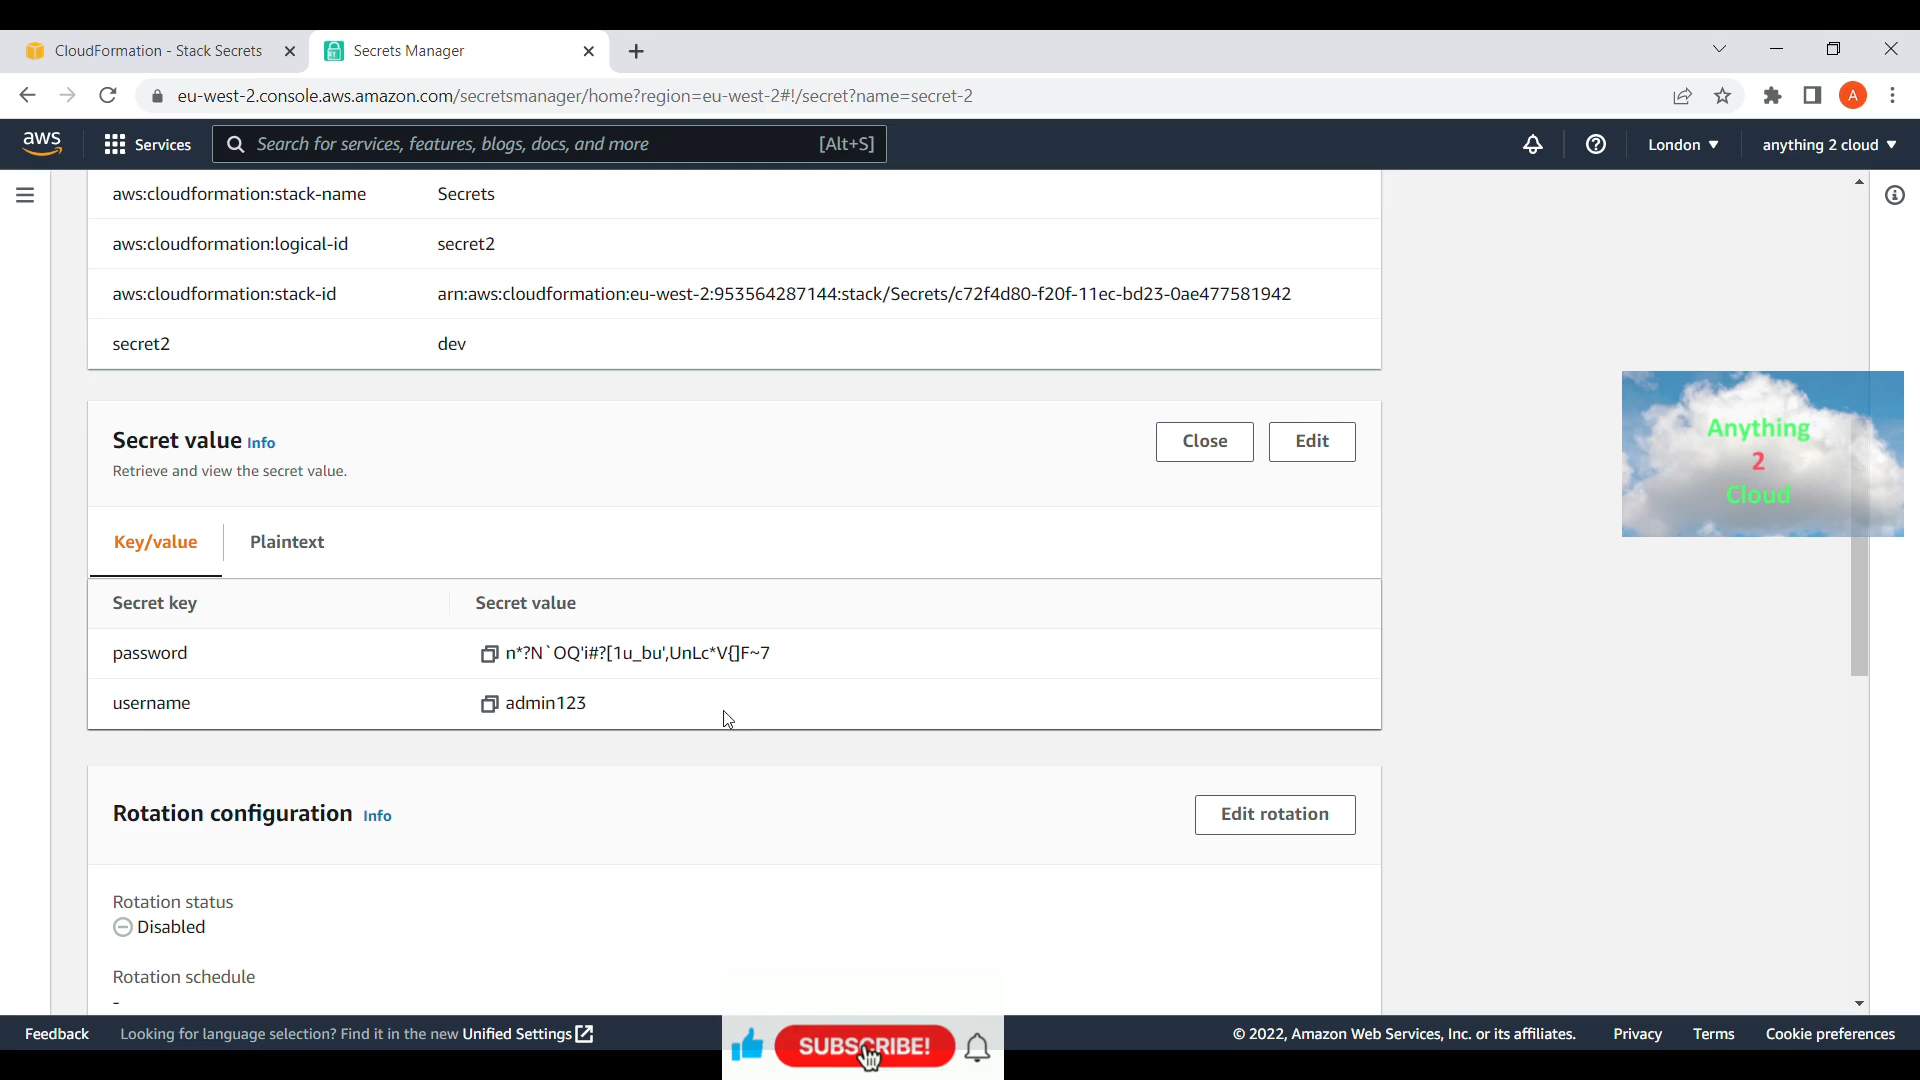 CloudFormation - Stack Secrets
Secrets Manager
eu-west-2.console.aws.amazon.com/secretsmanager/home?region=eu-west-2#!/secret?name=secret-2
A
aws
Services
Search for services, features, blogs, docs, and more
[Alt+S]
London
anything 2 cloud
aws:cloudformation:stack-name Secrets
aws:cloudformation:logical-id secret2
aws:cloudformation:stack-id arn:aws:cloudformation:eu-west-2:953564287144:stack/Secrets/c72f4d80-f20f-11ec-bd23-0ae477581942
secret2 dev
Anything
2
Cloud
Secret value Info
Close
Edit
Retrieve and view the secret value.
Key/value
Plaintext
Secret key Secret value
password n*?N`OQ'i#?[1u_bu',UnLc*V{]F~7
username admin123
Rotation configuration Info
Edit rotation
Rotation status
Disabled
Rotation schedule
-
Feedback
Looking for language selection? Find it in the new Unified Settings
SUBSCRIBE!
© 2022, Amazon Web Services, Inc. or its affiliates.
Privacy
Terms
Cookie preferences